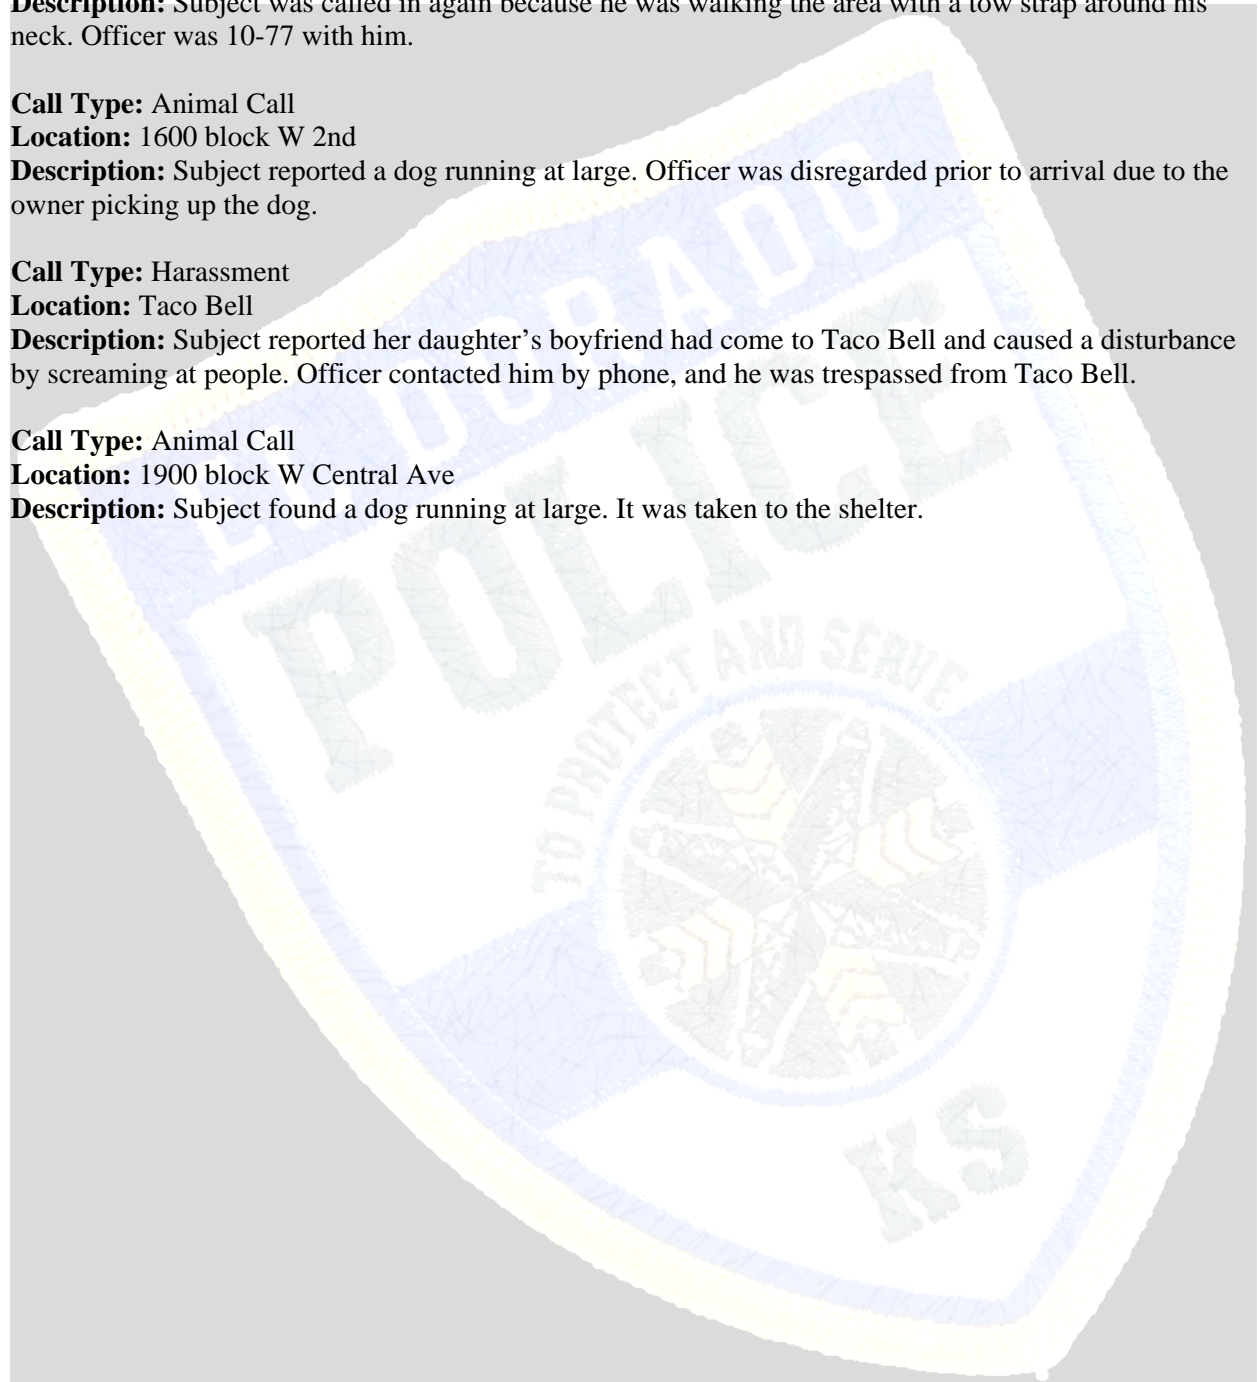 Description: Subject was called in again because he was walking the area with a tow strap around his
neck. Officer was 10-77 with him.
Call Type: Animal Call
Location: 1600 block W 2nd
Description: Subject reported a dog running at large. Officer was disregarded prior to arrival due to the
owner picking up the dog.
Call Type: Harassment
Location: Taco Bell
Description: Subject reported her daughter’s boyfriend had come to Taco Bell and caused a disturbance
by screaming at people. Officer contacted him by phone, and he was trespassed from Taco Bell.
Call Type: Animal Call
Location: 1900 block W Central Ave
Description: Subject found a dog running at large. It was taken to the shelter.
EL DORADO
POLICE
TO PROTECT AND SERVE
KS